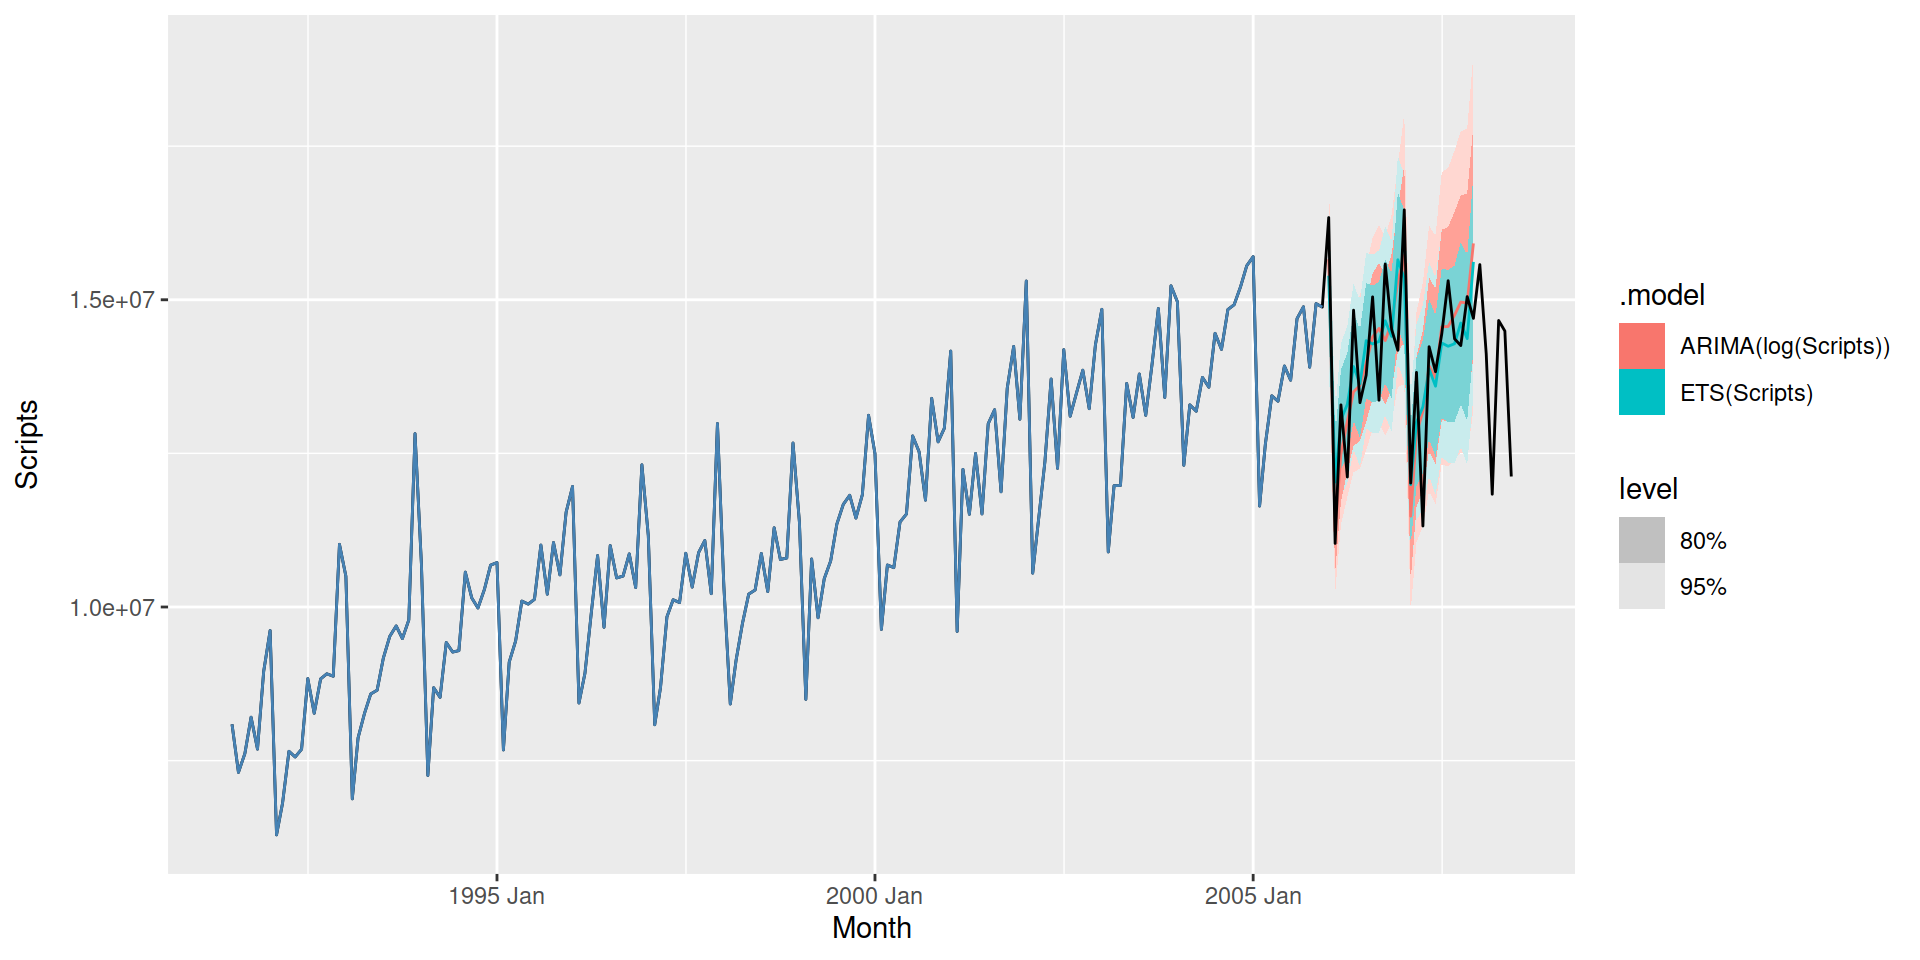 Scripts
1.5e+07
1.0e+07
1995 Jan
2000 Jan
2005 Jan
Month
.model
ARIMA(log(Scripts))
ETS(Scripts)
level
80%
95%